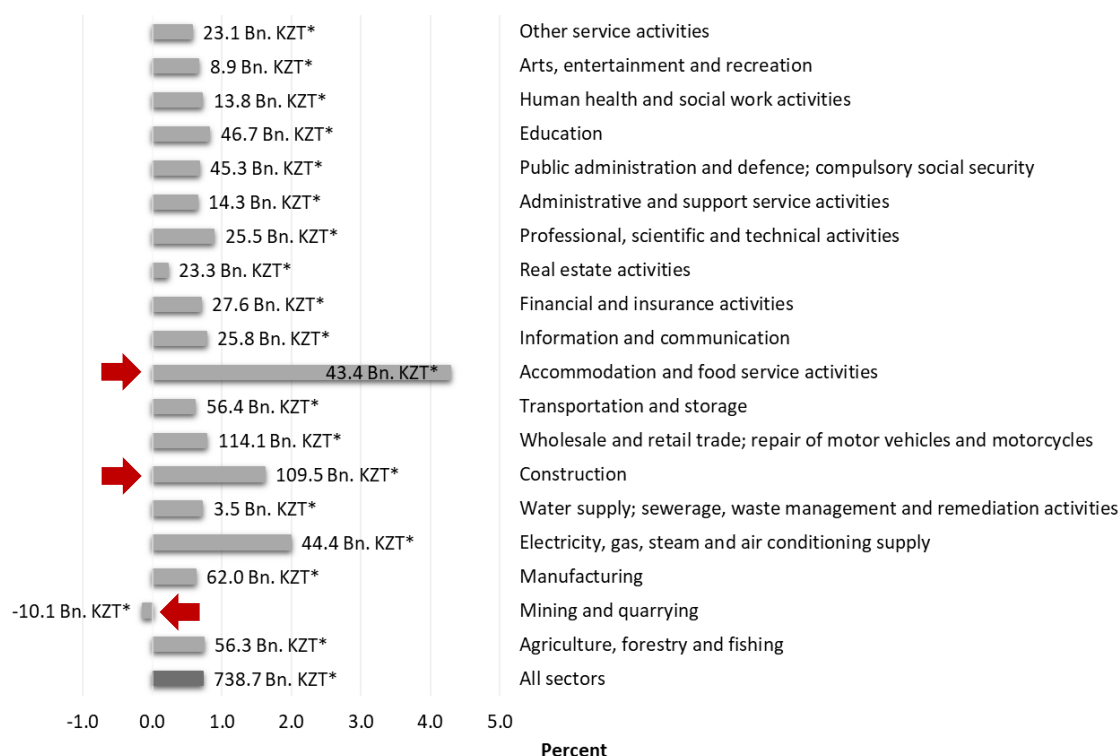 23.1 Bn. KZT* Other service activities
8.9 Bn. KZT* Arts, entertainment and recreation
13.8 Bn. KZT* Human health and social work activities
46.7 Bn. KZT* Education
45.3 Bn. KZT* Public administration and defence; compulsory social security
14.3 Bn. KZT* Administrative and support service activities
25.5 Bn. KZT* Professional, scientific and technical activities
23.3 Bn. KZT* Real estate activities
27.6 Bn. KZT* Financial and insurance activities
25.8 Bn. KZT* Information and communication
43.4 Bn. KZT* Accommodation and food service activities
56.4 Bn. KZT* Transportation and storage
114.1 Bn. KZT* Wholesale and retail trade; repair of motor vehicles and motorcycles
109.5 Bn. KZT* Construction
3.5 Bn. KZT* Water supply; sewerage, waste management and remediation activities
44.4 Bn. KZT* Electricity, gas, steam and air conditioning supply
62.0 Bn. KZT* Manufacturing
-10.1 Bn. KZT* Mining and quarrying
56.3 Bn. KZT* Agriculture, forestry and fishing
738.7 Bn. KZT* All sectors
-1.0 0.0 1.0 2.0 3.0 4.0 5.0
Percent